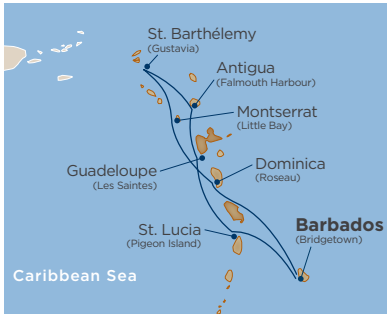 St. Barthélemy
(Gustavia)
Antigua
(Falmouth Harbour)
Montserrat
(Little Bay)
Guadeloupe
(Les Saintes)
Dominica
(Roseau)
St. Lucia
(Pigeon Island)
Barbados
(Bridgetown)
Caribbean Sea